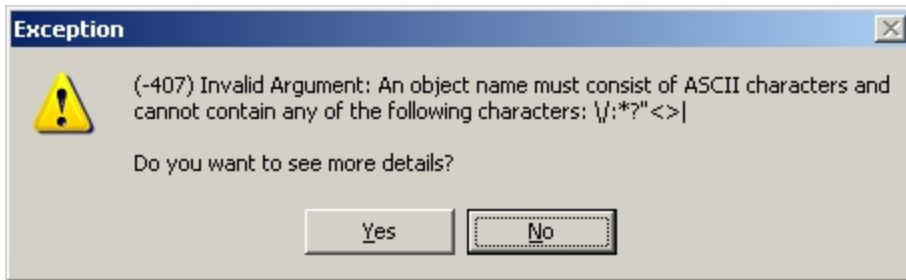 Exception
(-407) Invalid Argument: An object name must consist of ASCII characters and
cannot contain any of the following characters: \/:*?"<>|
Do you want to see more details?
Yes
No